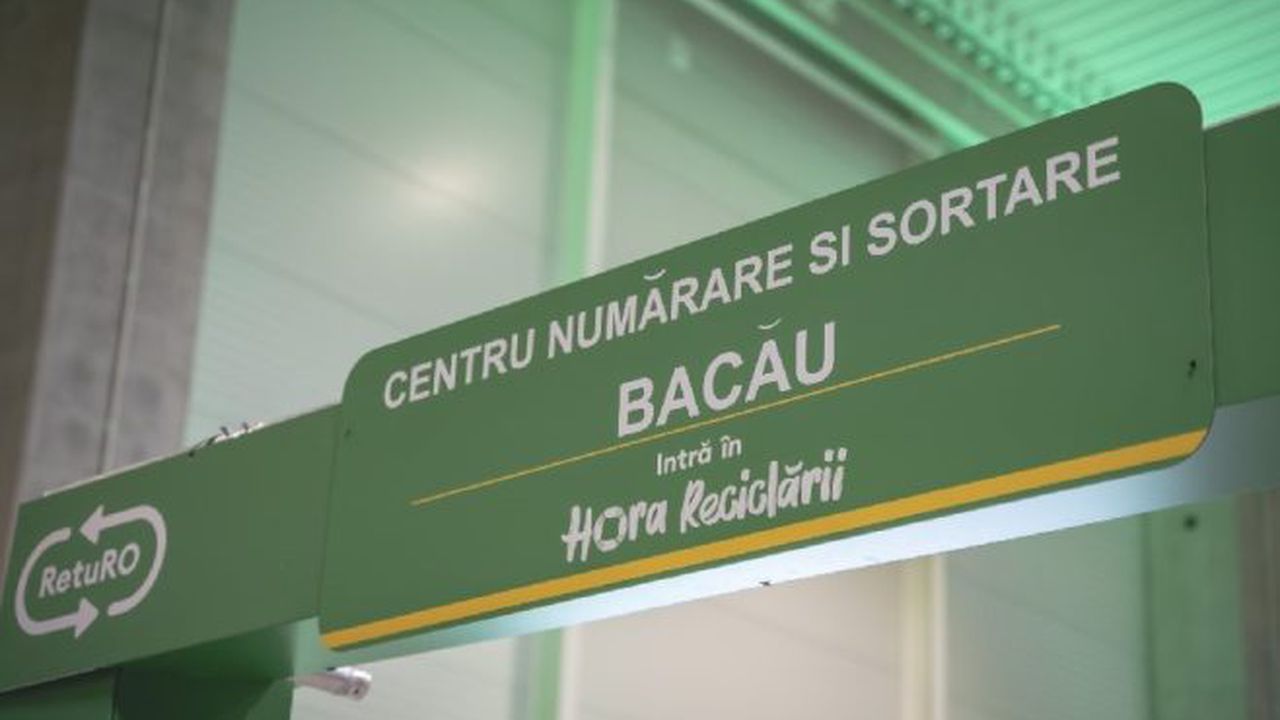 CENTRU NUMĂRARE SI SORTARE
BACĂU
Intră în
Hora Reciclării
RetuRO